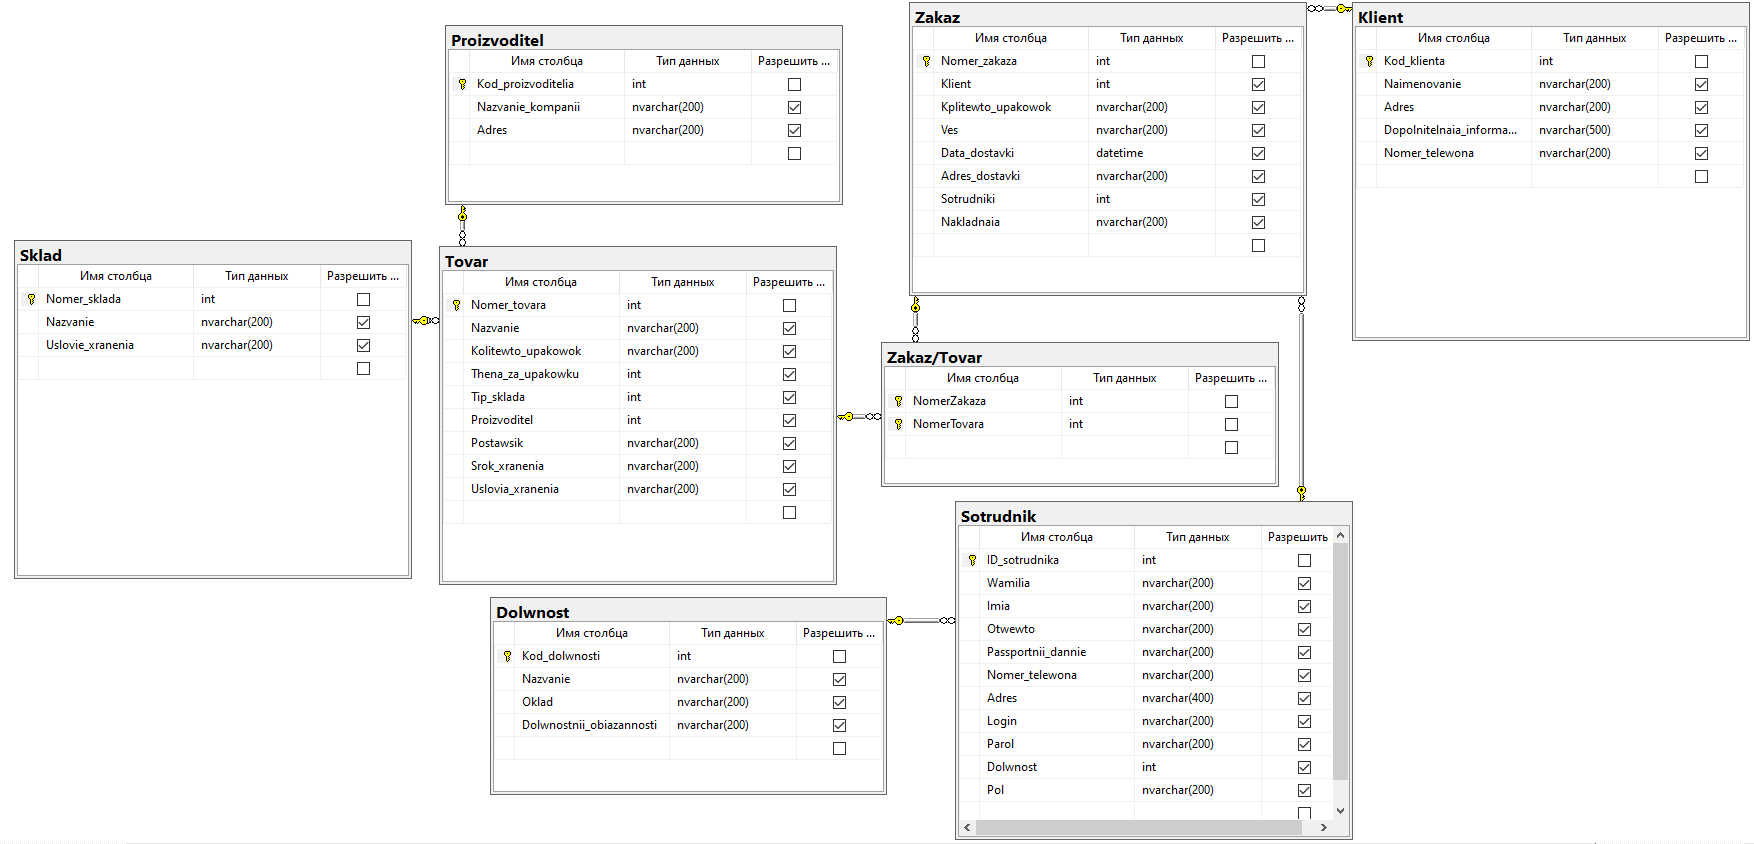 Proizvoditel
Имя столбца Тип данных Разрешить ...
Kod_proizvoditelia int
Nazvanie_kompanii nvarchar(200)
Adres nvarchar(200)
Zakaz
Имя столбца Тип данных Разрешить ...
Nomer_zakaza int
Klient int
Kplitewto_upakowok nvarchar(200)
Ves nvarchar(200)
Data_dostavki datetime
Adres_dostavki nvarchar(200)
Sotrudniki int
Nakladnaia nvarchar(200)
Klient
Имя столбца Тип данных Разрешить ...
Kod_klienta int
Naimenovanie nvarchar(200)
Adres nvarchar(200)
Dopolnitelnaia_informa... nvarchar(500)
Nomer_telewona nvarchar(200)
Sklad
Имя столбца Тип данных Разрешить ...
Nomer_sklada int
Nazvanie nvarchar(200)
Uslovie_xranenia nvarchar(200)
Tovar
Имя столбца Тип данных Разрешить ...
Nomer_tovara int
Nazvanie nvarchar(200)
Kolitewto_upakowok nvarchar(200)
Thena_za_upakowku int
Tip_sklada int
Proizvoditel int
Postawsik nvarchar(200)
Srok_xranenia nvarchar(200)
Uslovia_xranenia nvarchar(200)
Zakaz/Tovar
Имя столбца Тип данных Разрешить ...
NomerZakaza int
NomerTovara int
Dolwnost
Имя столбца Тип данных Разрешить ...
Kod_dolwnosti int
Nazvanie nvarchar(200)
Oklad nvarchar(200)
Dolwnostnii_obiazannosti nvarchar(200)
Sotrudnik
Имя столбца Тип данных Разрешить
ID_sotrudnika int
Wamilia nvarchar(200)
Imia nvarchar(200)
Otwewto nvarchar(200)
Passportnii_dannie nvarchar(200)
Nomer_telewona nvarchar(200)
Adres nvarchar(400)
Login nvarchar(200)
Parol nvarchar(200)
Dolwnost int
Pol nvarchar(200)